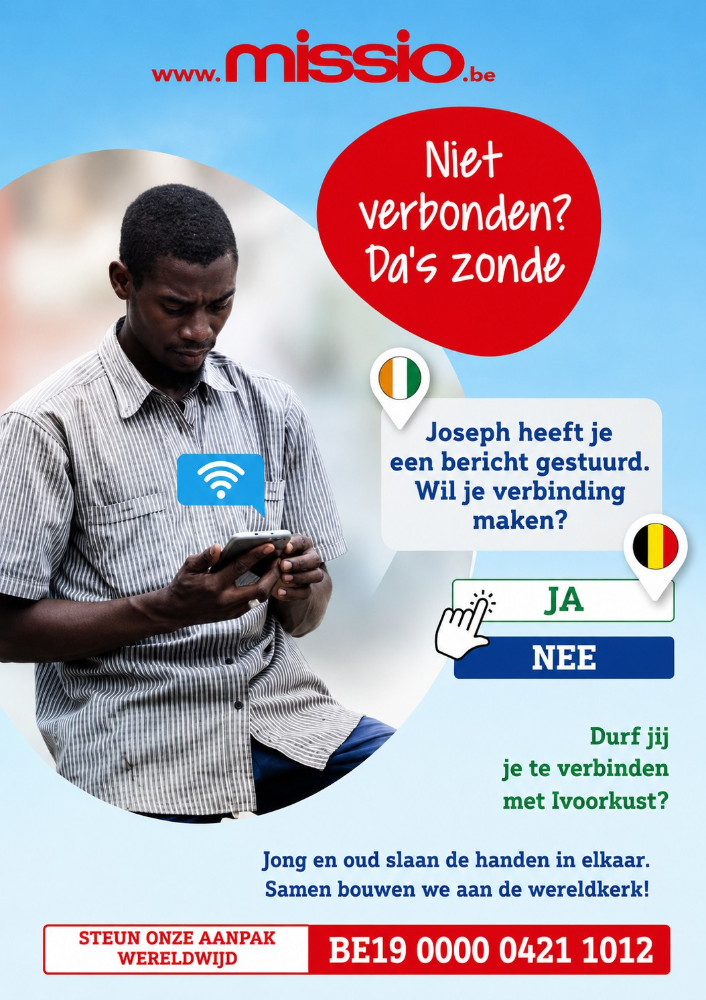 www.missio.be
Niet
verbonden?
Da's zonde
Joseph heeft je
een bericht gestuurd.
Wil je verbinding
maken?
JA
NEE
Durf jij
je te verbinden
met Ivoorkust?
Jong en oud slaan de handen in elkaar.
Samen bouwen we aan de wereldkerk!
STEUN ONZE AANPAK
WERELDWIJD
BE19 0000 0421 1012